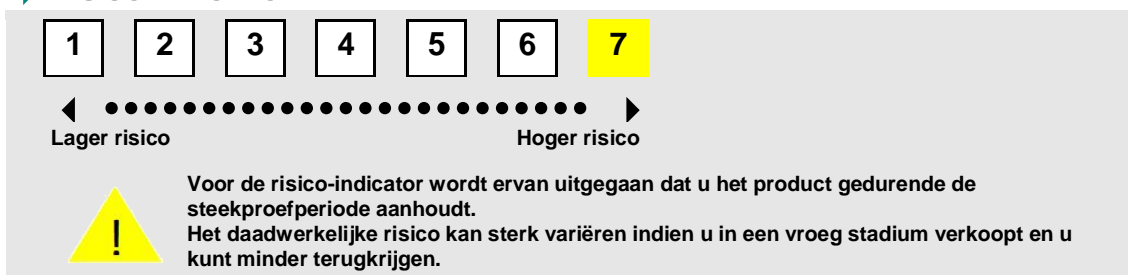 1 2 3 4 5 6 7
Lager risico Hoger risico
Voor de risico-indicator wordt ervan uitgegaan dat u het product gedurende de
steekproefperiode aanhoudt.
Het daadwerkelijke risico kan sterk variëren indien u in een vroeg stadium verkoopt en u
kunt minder terugkrijgen.
!